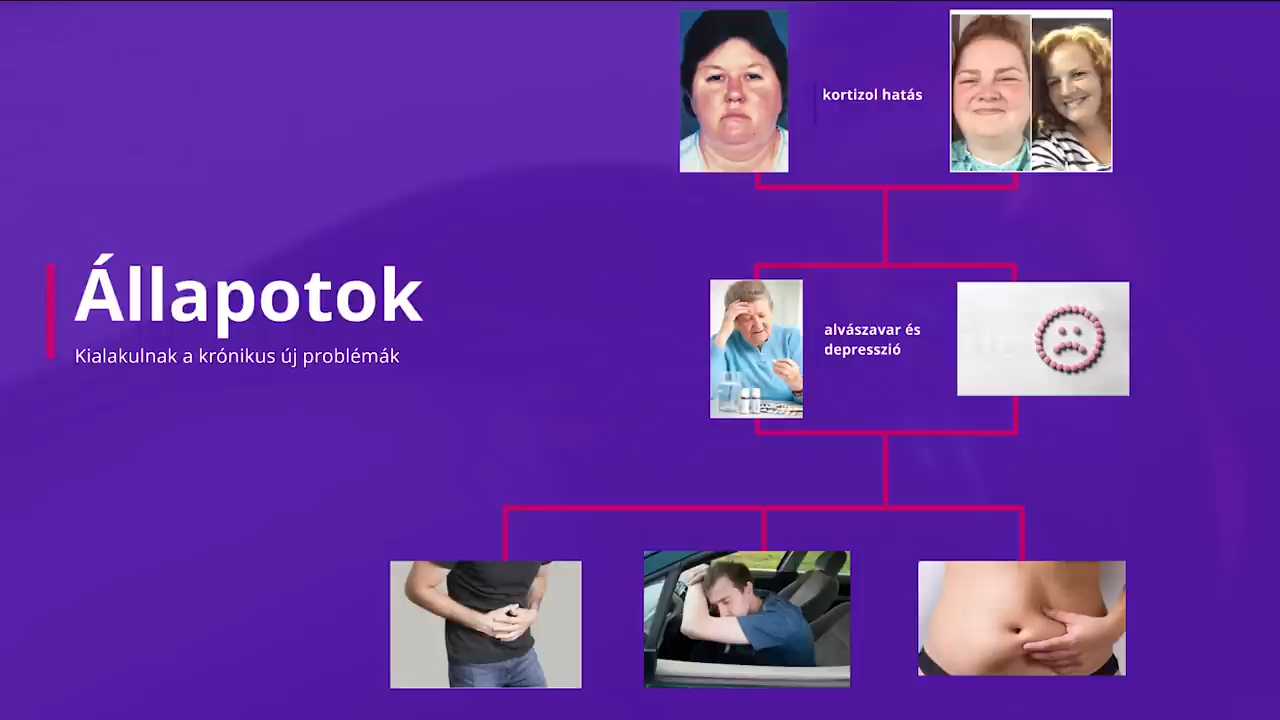 Állapotok
Kialakulnak a krónikus új problémák
kortizol hatás
alvászavar és
depresszió